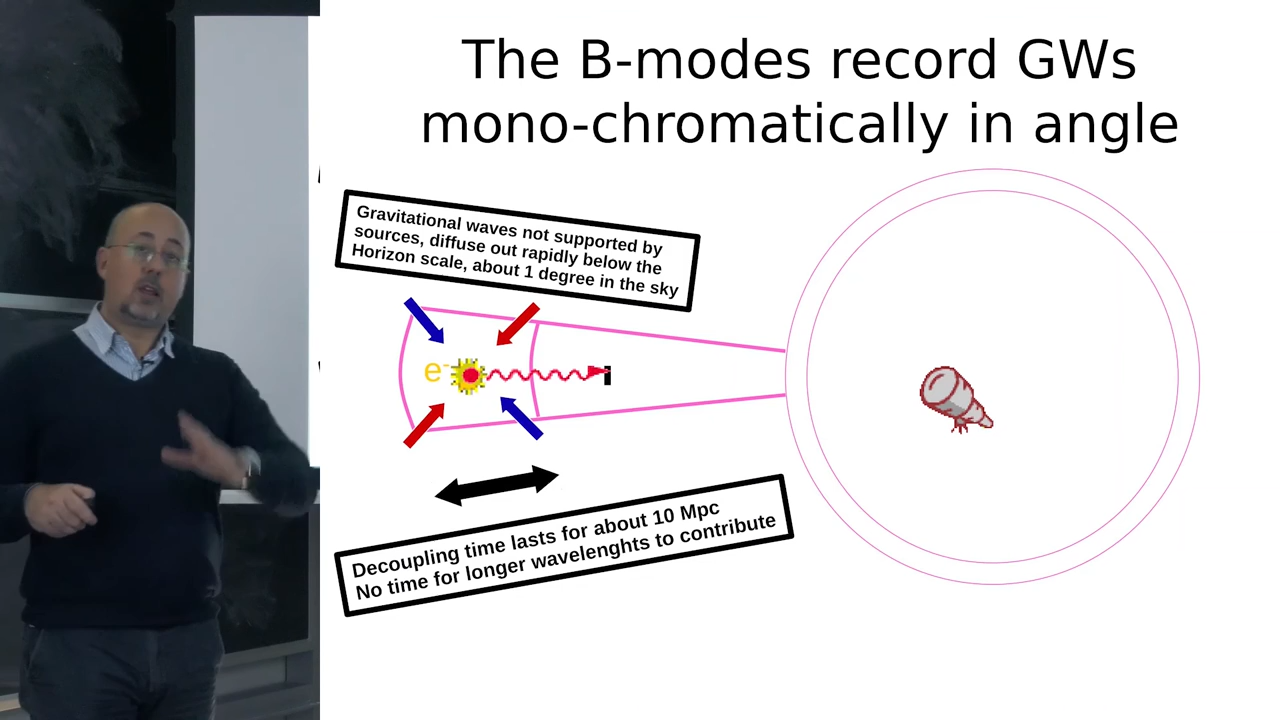 The B-modes record GWs
mono-chromatically in angle
Gravitational waves not supported by
sources, diffuse out rapidly below the
Horizon scale, about 1 degree in the sky
e-
Decoupling time lasts for about 10 Mpc
No time for longer wavelenghts to contribute